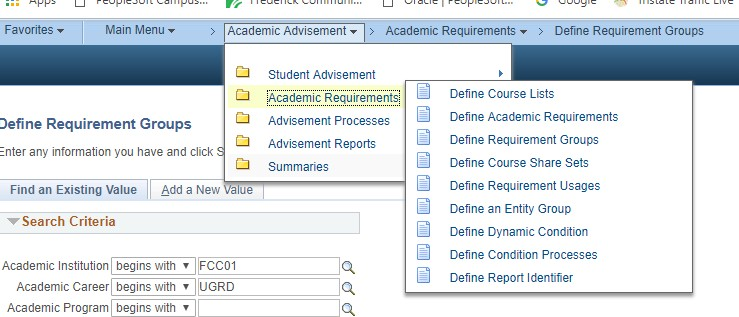 Apps PeopleSoft Campus... Frederick Communi... Oracle | PeopleSoft... Google Tristate Traffic Live
Favorites Main Menu > Academic Advisement > Academic Requirements > Define Requirement Groups
Student Advisement
Academic Requirements
Advisement Processes
Advisement Reports
Summaries
Define Course Lists
Define Academic Requirements
Define Requirement Groups
Define Course Share Sets
Define Requirement Usages
Define an Entity Group
Define Dynamic Condition
Define Condition Processes
Define Report Identifier
Define Requirement Groups
Enter any information you have and click S
Find an Existing Value Add a New Value
Search Criteria
Academic Institution begins with FCC01
Academic Career begins with UGRD
Academic Program begins with